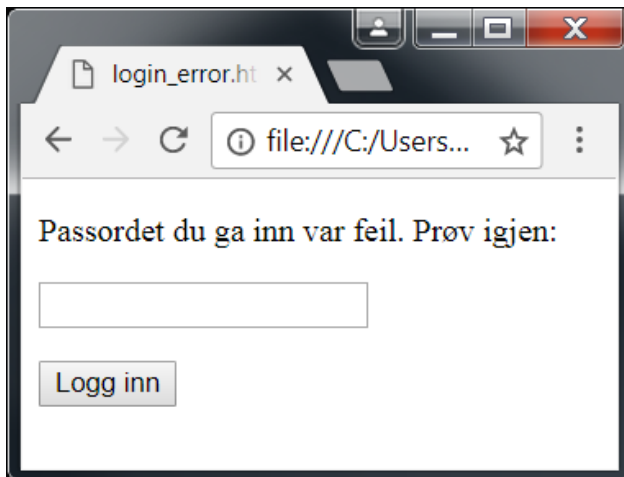 login_error.ht
file:///C:/Users...
Passordet du ga inn var feil. Prøv igjen:
Logg inn